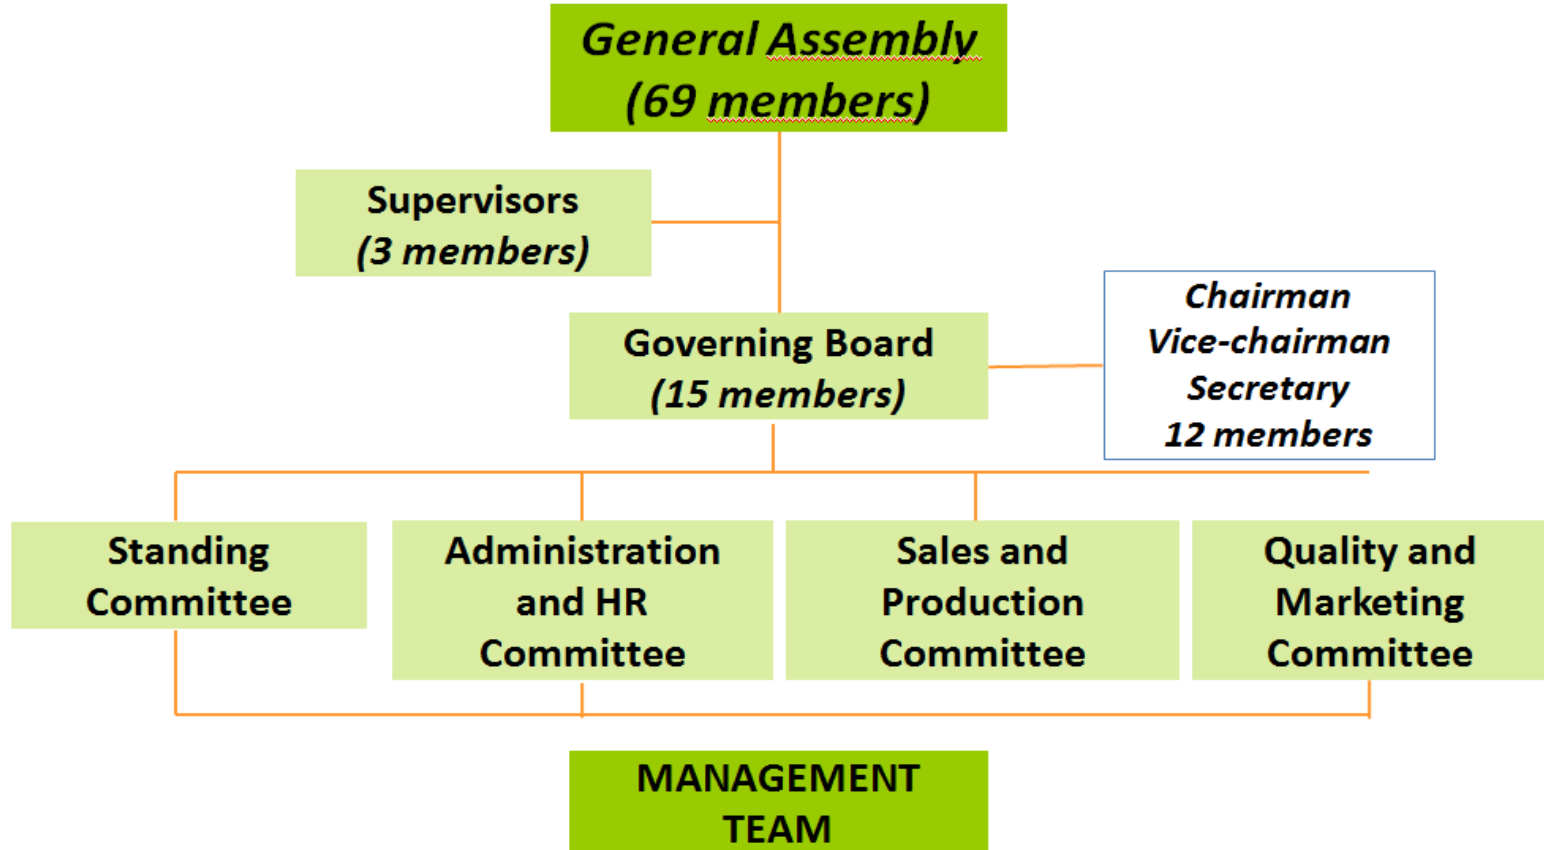 General Assembly
(69 members)
Supervisors
(3 members)
Governing Board
(15 members)
Chairman
Vice-chairman
Secretary
12 members
Standing
Committee
Administration
and HR
Committee
Sales and
Production
Committee
Quality and
Marketing
Committee
MANAGEMENT
TEAM